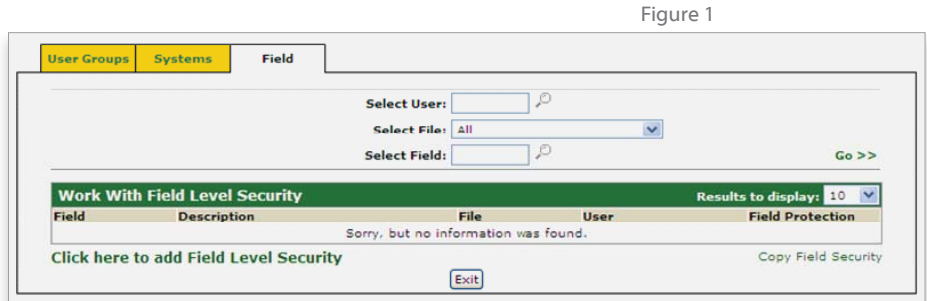 Figure 1
User Groups Systems Field
Select User:
Select File: All
Select Field:
Go >>
Work With Field Level Security Results to display: 10
Field Description File User Field Protection
Sorry, but no information was found.
Click here to add Field Level Security Copy Field Security
Exit